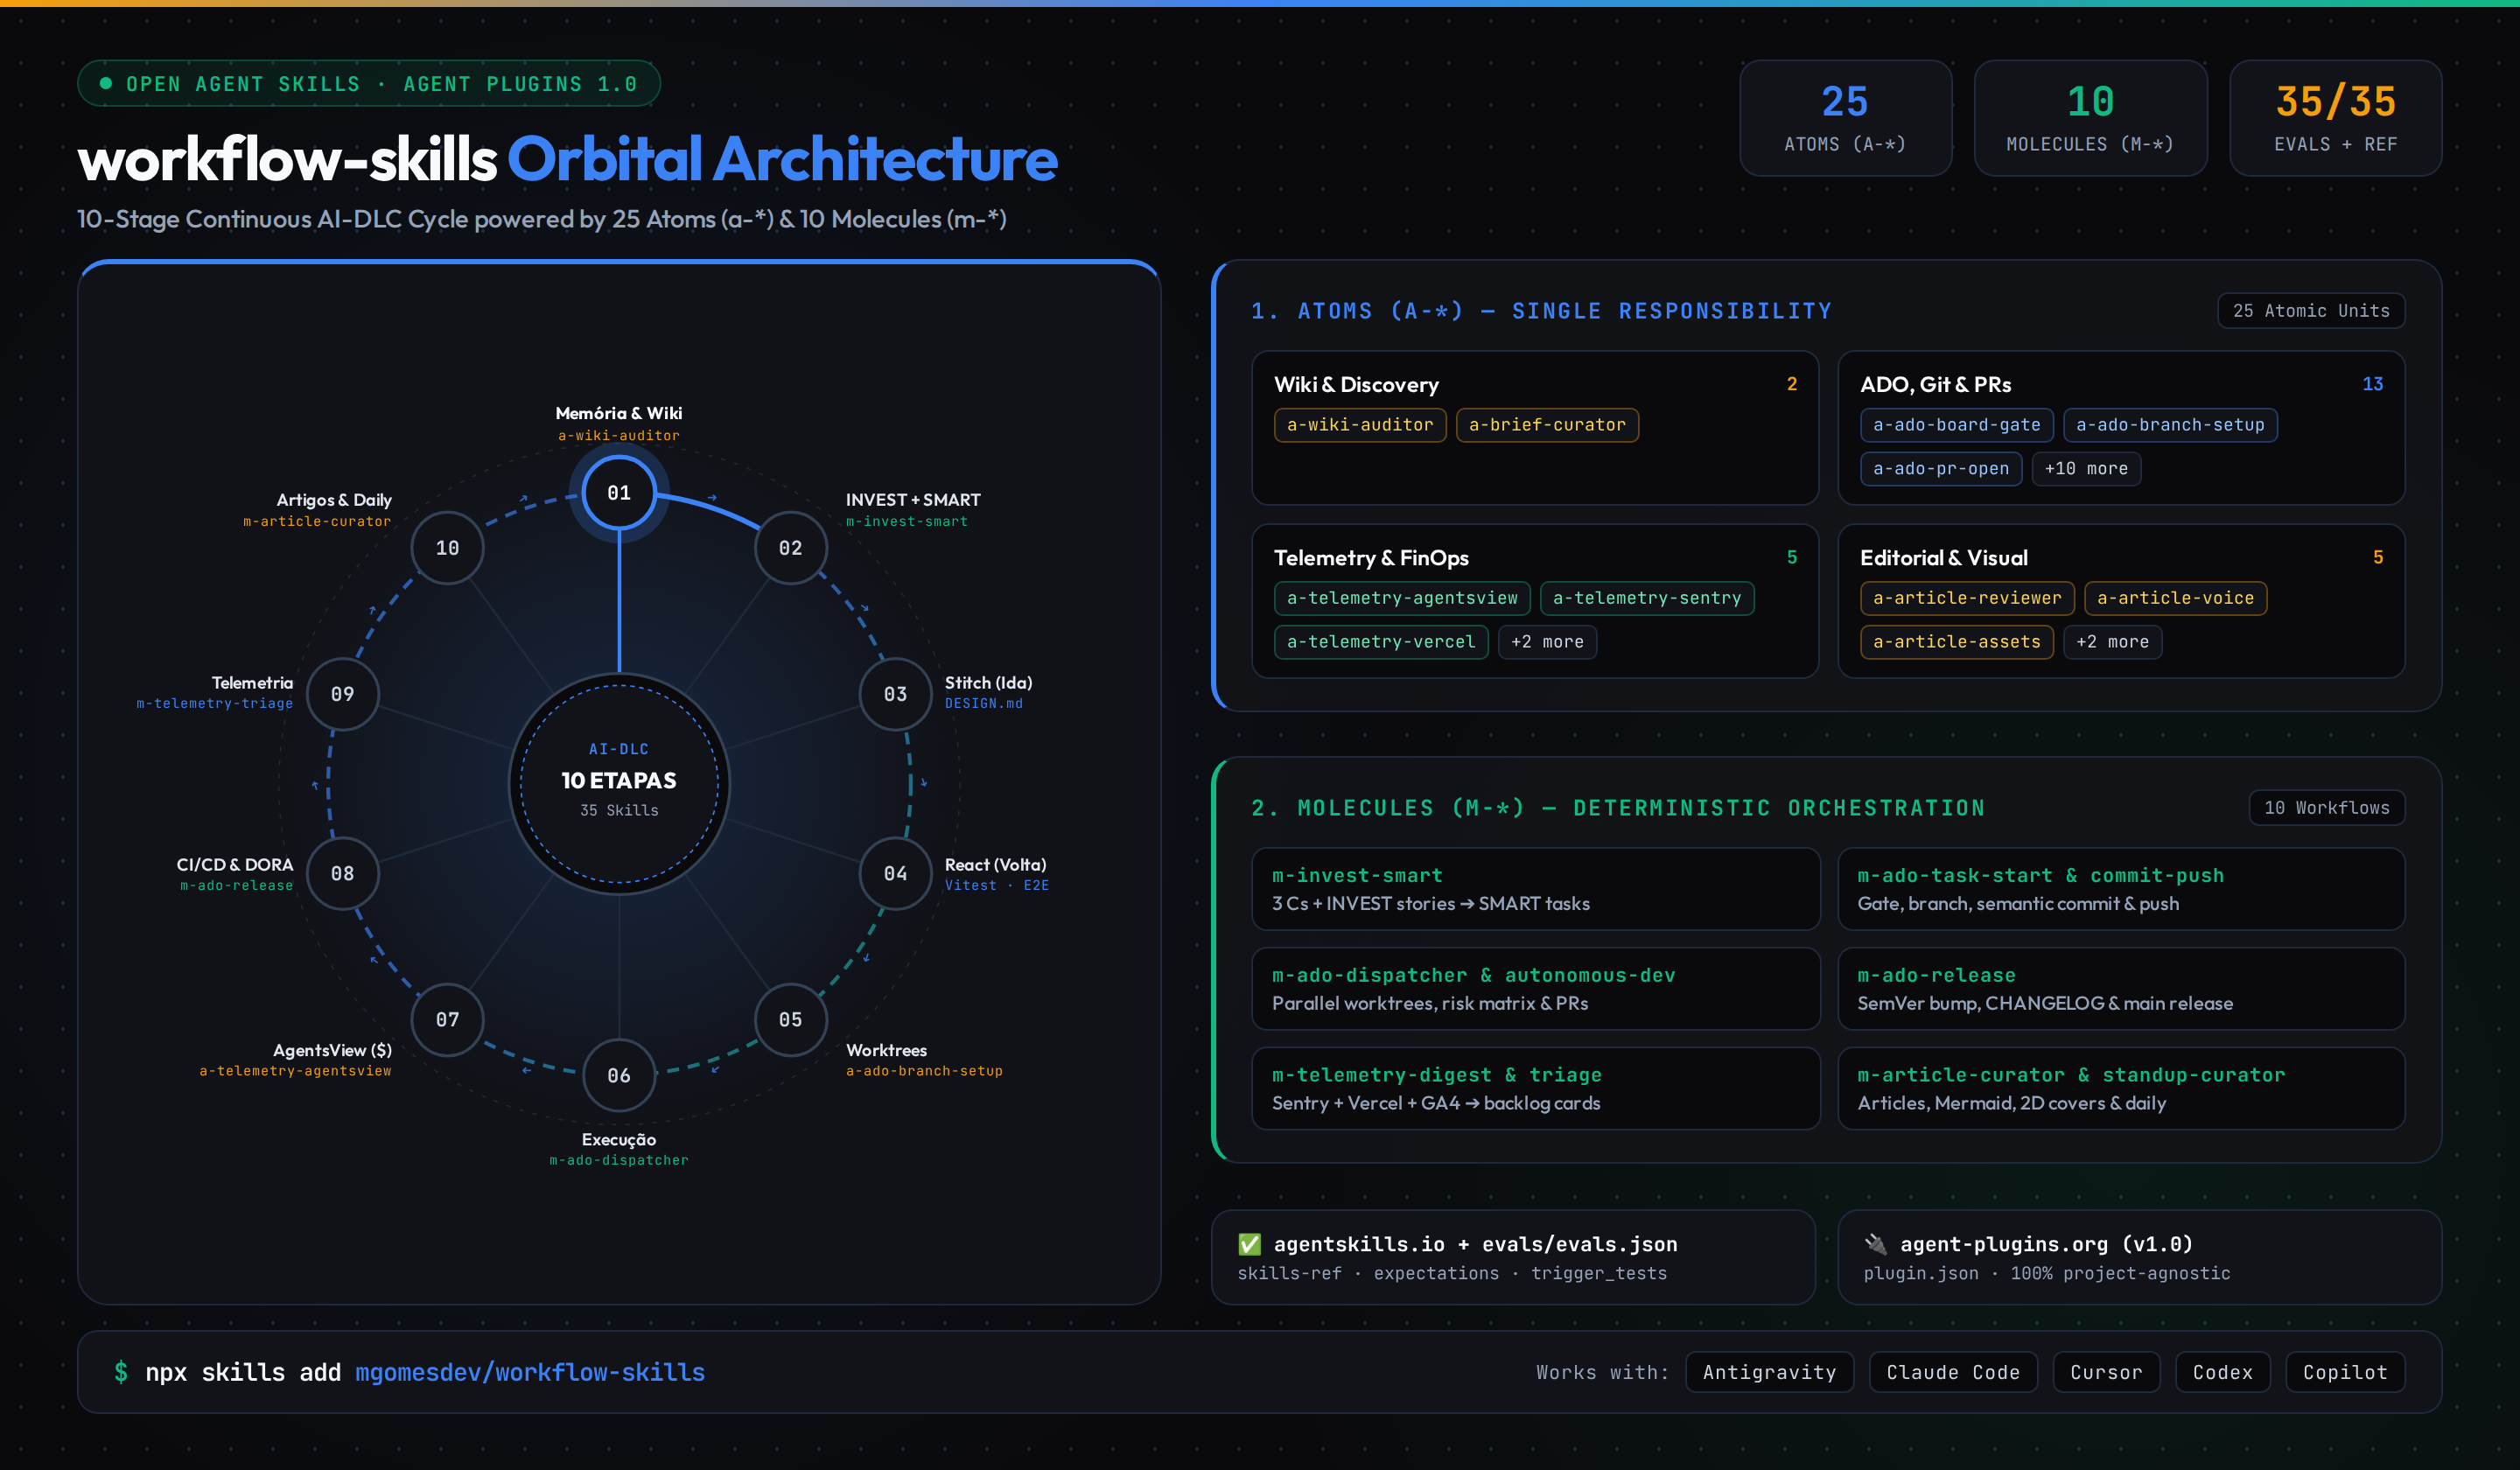 OPEN AGENT SKILLS · AGENT PLUGINS 1.0
workflow-skills Orbital Architecture
10-Stage Continuous AI-DLC Cycle powered by 25 Atoms (a-*) & 10 Molecules (m-*)
25
ATOMS (A-*)
10
MOLECULES (M-*)
35/35
EVALS + REF
Memória & Wiki
a-wiki-auditor
01
INVEST + SMART
m-invest-smart
02
Stitch (Ida)
DESIGN.md
03
React (Volta)
Vitest · E2E
04
Worktrees
a-ado-branch-setup
05
Execução
m-ado-dispatcher
06
AgentsView ($)
a-telemetry-agentsview
07
CI/CD & DORA
m-ado-release
08
Telemetria
m-telemetry-triage
09
Artigos & Daily
m-article-curator
10
AI-DLC
10 ETAPAS
35 Skills
1. ATOMS (A-*) — SINGLE RESPONSIBILITY
25 Atomic Units
Wiki & Discovery
2
a-wiki-auditor
a-brief-curator
ADO, Git & PRs
13
a-ado-board-gate
a-ado-branch-setup
a-ado-pr-open
+10 more
Telemetry & FinOps
5
a-telemetry-agentsview
a-telemetry-sentry
a-telemetry-vercel
+2 more
Editorial & Visual
5
a-article-reviewer
a-article-voice
a-article-assets
+2 more
2. MOLECULES (M-*) — DETERMINISTIC ORCHESTRATION
10 Workflows
m-invest-smart
3 Cs + INVEST stories → SMART tasks
m-ado-task-start & commit-push
Gate, branch, semantic commit & push
m-ado-dispatcher & autonomous-dev
Parallel worktrees, risk matrix & PRs
m-ado-release
SemVer bump, CHANGELOG & main release
m-telemetry-digest & triage
Sentry + Vercel + GA4 → backlog cards
m-article-curator & standup-curator
Articles, Mermaid, 2D covers & daily
✅ agentskills.io + evals/evals.json
skills-ref · expectations · trigger_tests
🔌 agent-plugins.org (v1.0)
plugin.json · 100% project-agnostic
$ npx skills add mgomesdev/workflow-skills
Works with: Antigravity Claude Code Cursor Codex Copilot